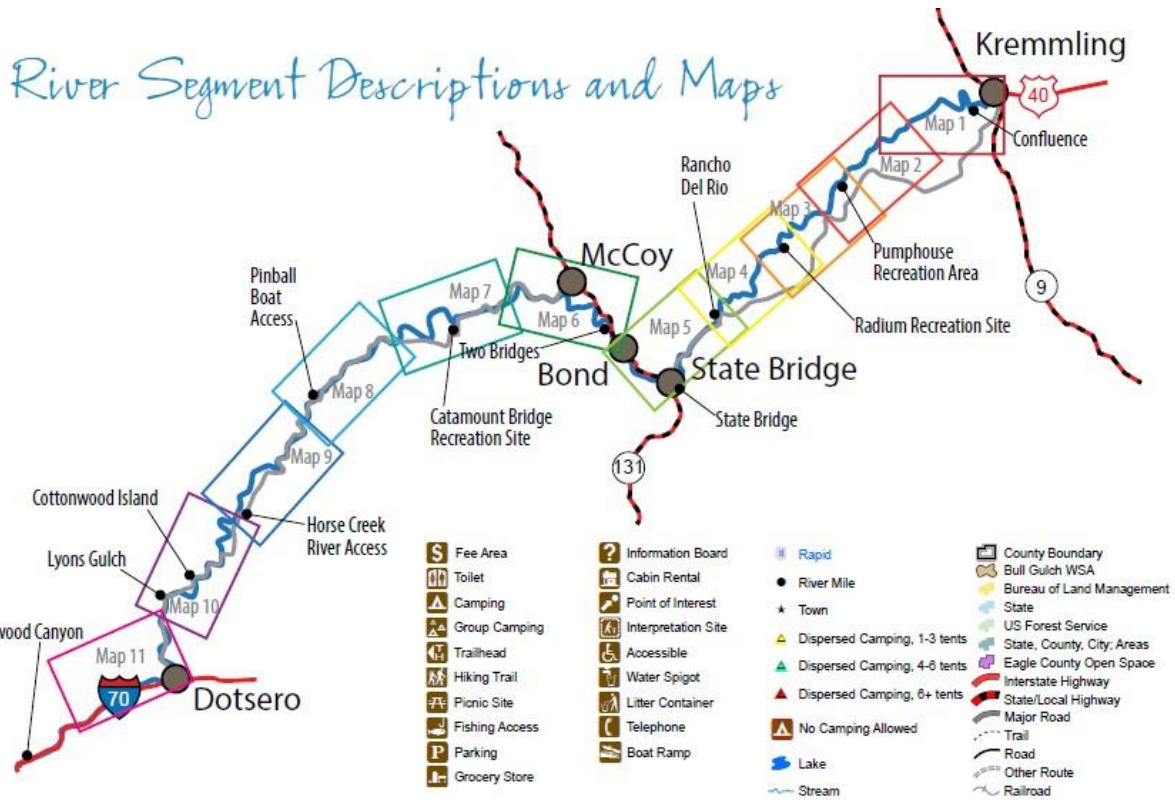 River Segment Descriptions and Maps
Kremmling
40
Map 1
Confluence
Map 2
Rancho
Del Rio
Map 3
Pumphouse
Recreation Area
McCoy
9
Map 4
Pinball
Boat
Access
Map 7
Map 6
Map 5
Radium Recreation Site
Two Bridges
Bond
State Bridge
State Bridge
Map 8
Catamount Bridge
Recreation Site
131
Map 9
Cottonwood Island
Horse Creek
River Access
Lyons Gulch
Map 10
wood Canyon
Map 11
70
Dotsero
$ Fee Area
Toilet
Camping
Group Camping
TH Trailhead
Hiking Trail
Picnic Site
Fishing Access
P Parking
Grocery Store
? Information Board
Cabin Rental
Point of Interest
Interpretation Site
Accessible
Water Spigot
Litter Container
Telephone
Boat Ramp
Rapid
River Mile
Town
Dispersed Camping, 1-3 tents
Dispersed Camping, 4-6 tents
Dispersed Camping, 6+ tents
No Camping Allowed
Lake
Stream
County Boundary
Bull Gulch WSA
Bureau of Land Management
State
US Forest Service
State, County, City; Areas
Eagle County Open Space
Interstate Highway
State/Local Highway
Major Road
Trail
Road
Other Route
Railroad